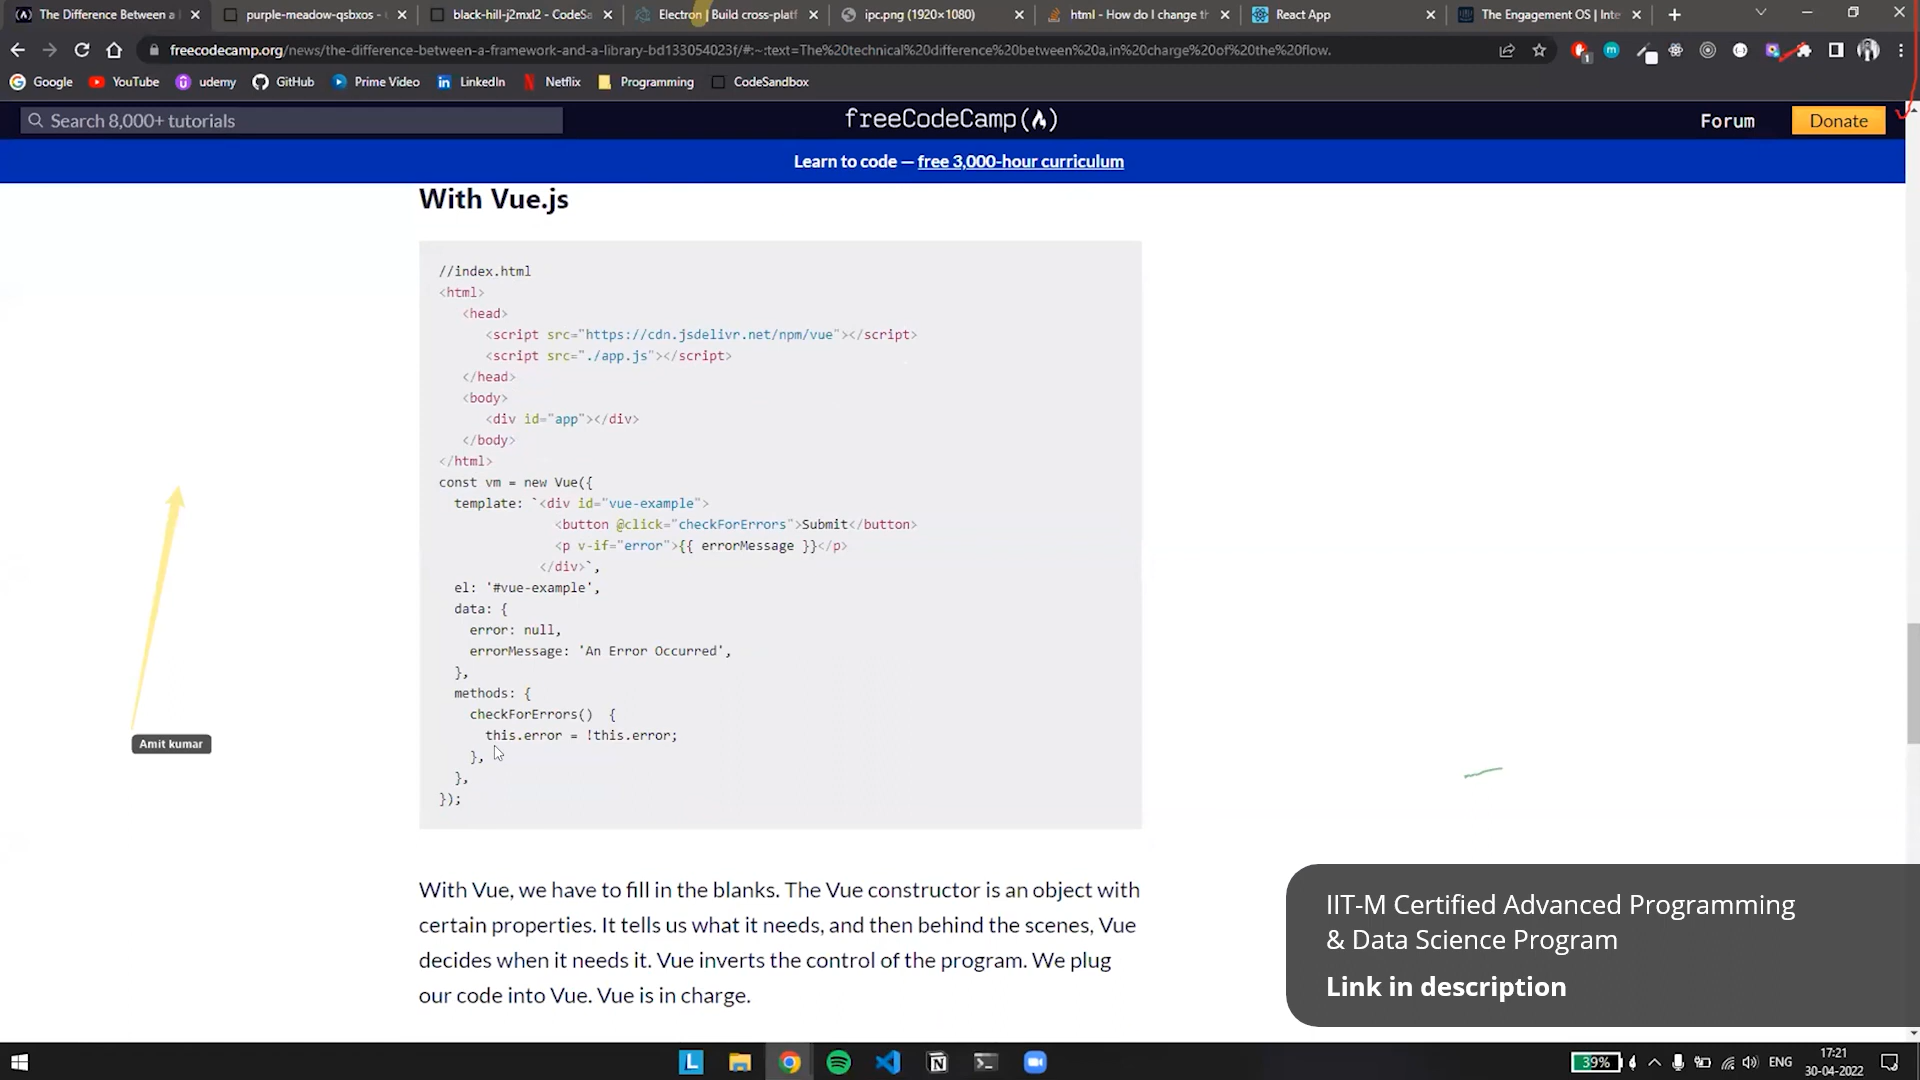 The Difference Between a
purple-meadow-qsbxos -
black-hill-j2mxl2 - CodeSa
Electron | Build cross-platf
ipc.png (1920×1080)
html - How do I change th
React App
The Engagement OS | Inte
freecodecamp.org/news/the-difference-between-a-framework-and-a-library-bd133054023f/#:~:text=The%20technical%20difference%20between%20a,in%20charge%20of%20the%20flow.
1
Google
YouTube
udemy
GitHub
Prime Video
LinkedIn
Netflix
Programming
CodeSandbox
Search 8,000+ tutorials
freeCodeCamp
Forum
Donate
Learn to code — free 3,000-hour curriculum
With Vue.js
//index.html
<html>
<head>
<script src="https://cdn.jsdelivr.net/npm/vue"></script>
<script src="./app.js"></script>
</head>
<body>
<div id="app"></div>
</body>
</html>
const vm = new Vue({
template: `<div id="vue-example">
<button @click="checkForErrors">Submit</button>
<p v-if="error">{{ errorMessage }}</p>
</div>`,
el: '#vue-example',
data: {
error: null,
errorMessage: 'An Error Occurred',
},
methods: {
checkForErrors()  {
this.error = !this.error;
},
},
});
Amit kumar
With Vue, we have to fill in the blanks. The Vue constructor is an object with
certain properties. It tells us what it needs, and then behind the scenes, Vue
decides when it needs it. Vue inverts the control of the program. We plug
our code into Vue. Vue is in charge.
IIT-M Certified Advanced Programming
& Data Science Program
Link in description
39%
ENG
17:21
30-04-2022